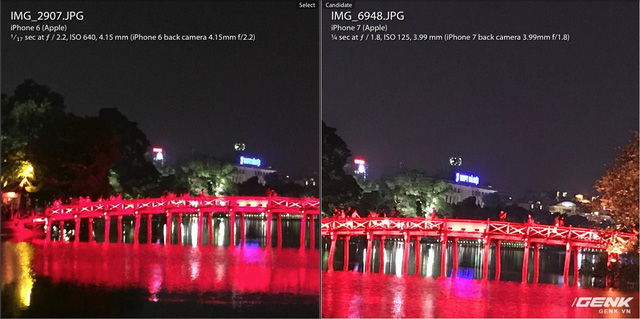 Select
IMG_2907.JPG
iPhone 6 (Apple)
¹⁄₁₇ sec at ƒ / 2.2, ISO 640, 4.15 mm (iPhone 6 back camera 4.15mm f/2.2)
Candidate
IMG_6948.JPG
iPhone 7 (Apple)
¼ sec at ƒ / 1.8, ISO 125, 3.99 mm (iPhone 7 back camera 3.99mm f/1.8)
GENK
GENK.VN